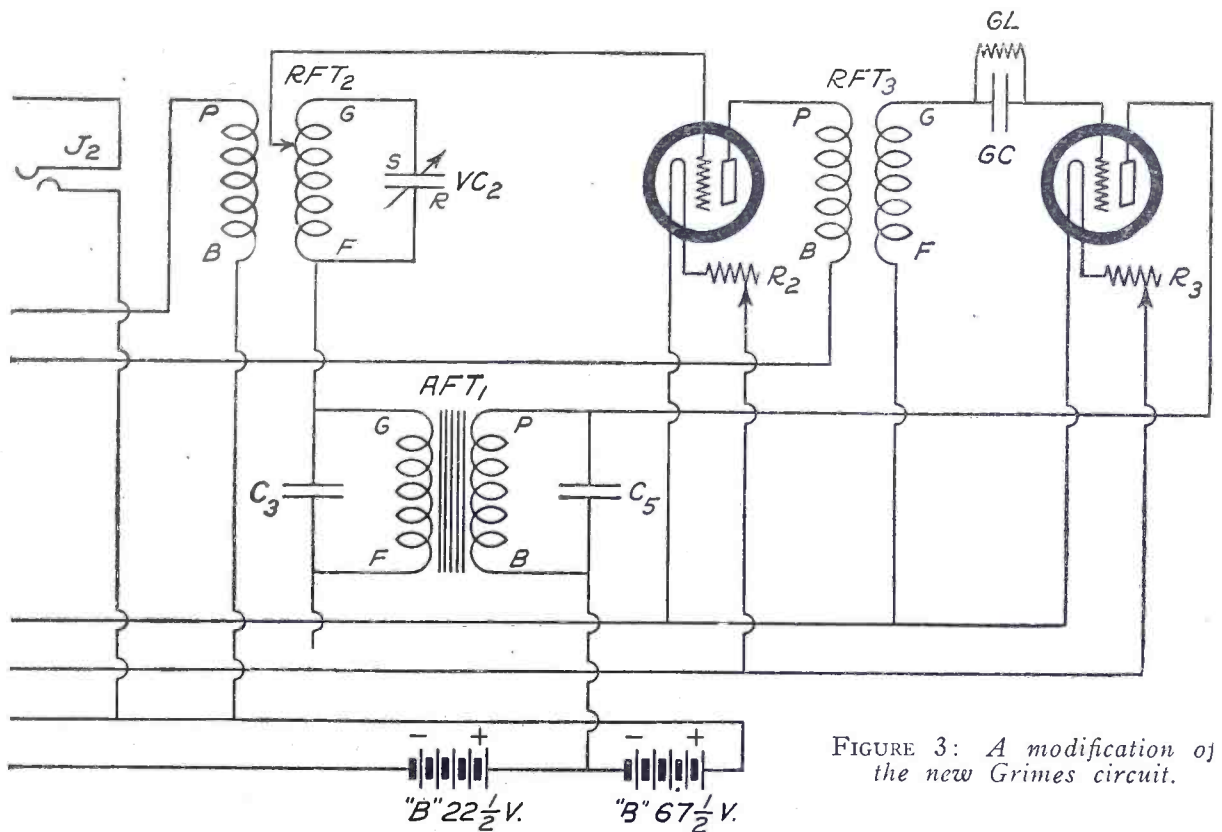 GL
RFT2
RFT3
P
G
P
G
J2
S
VC2
GC
R
B
F
B
R2
F
R3
AFT1
G
P
C3
C5
F
B
- +
- +
"B" 22½ V.
"B" 67½ V.
FIGURE 3: A modification of
the new Grimes circuit.